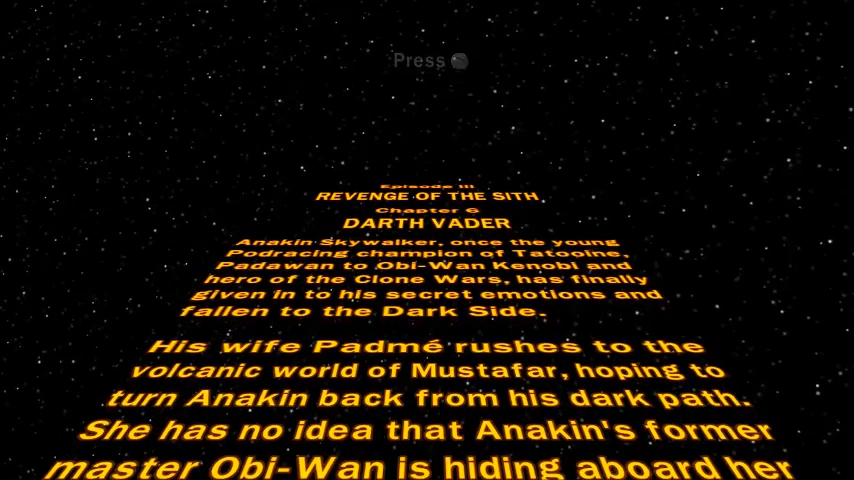 Press
Episode III
REVENGE OF THE SITH
Chapter 6
DARTH VADER
Anakin Skywalker, once the young
Podracing champion of Tatooine,
Padawan to Obi-Wan Kenobi and
hero of the Clone Wars, has finally
given in to his secret emotions and
fallen to the Dark Side.
His wife Padmé rushes to the
volcanic world of Mustafar, hoping to
turn Anakin back from his dark path.
She has no idea that Anakin's former
master Obi-Wan is hiding aboard her